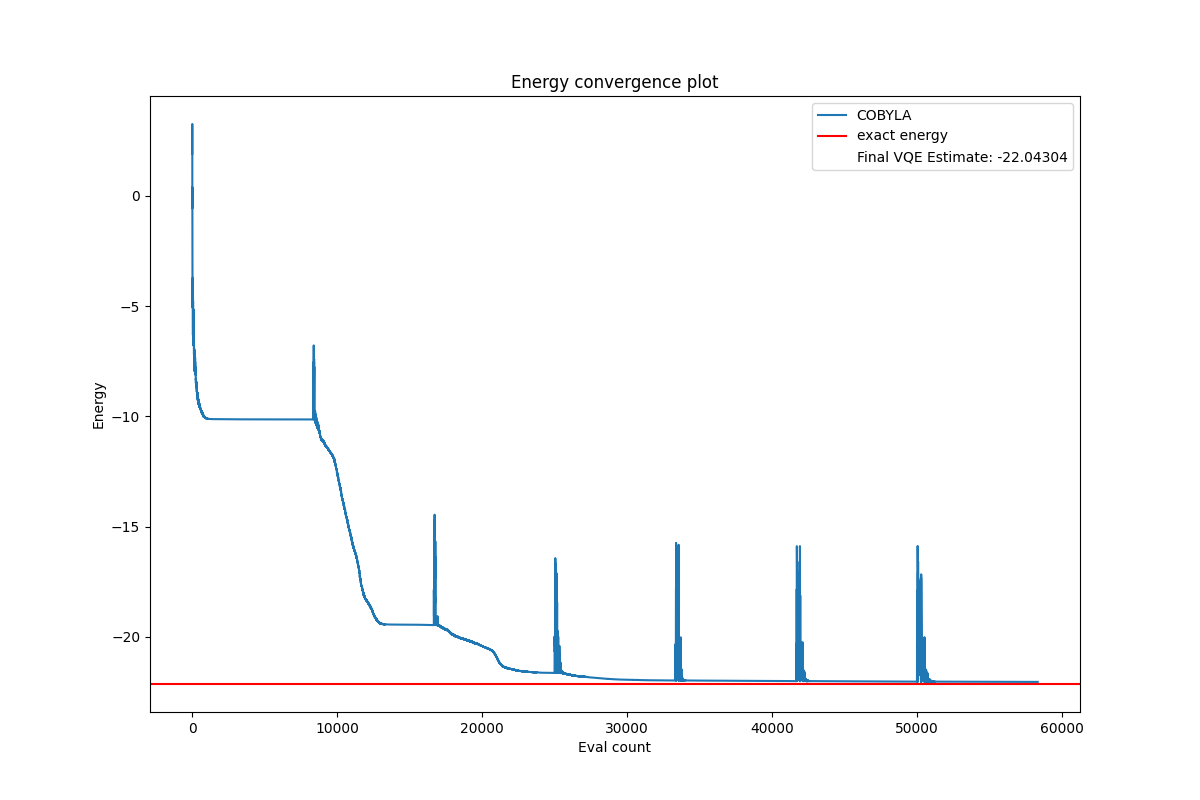 Energy convergence plot
COBYLA
exact energy
Final VQE Estimate: -22.04304
Energy
0
−5
−10
−15
−20
0 10000 20000 30000 40000 50000 60000
Eval count